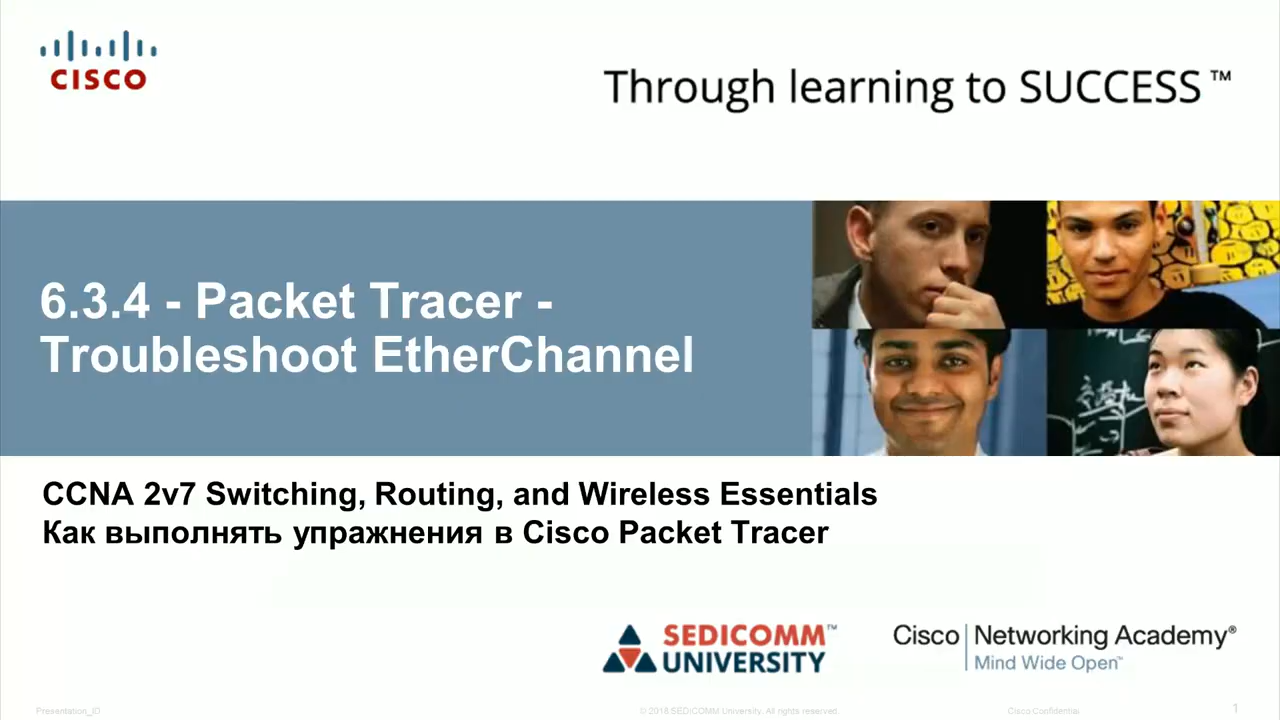 CISCO
Through learning to SUCCESS™
6.3.4 - Packet Tracer -
Troubleshoot EtherChannel
CCNA 2v7 Switching, Routing, and Wireless Essentials
Как выполнять упражнения в Cisco Packet Tracer
SEDICOMM™
UNIVERSITY
Cisco Networking Academy®
Mind Wide Open™
Presentation_ID
© 2018 SEDICOMM University. All rights reserved.
Cisco Confidential
1